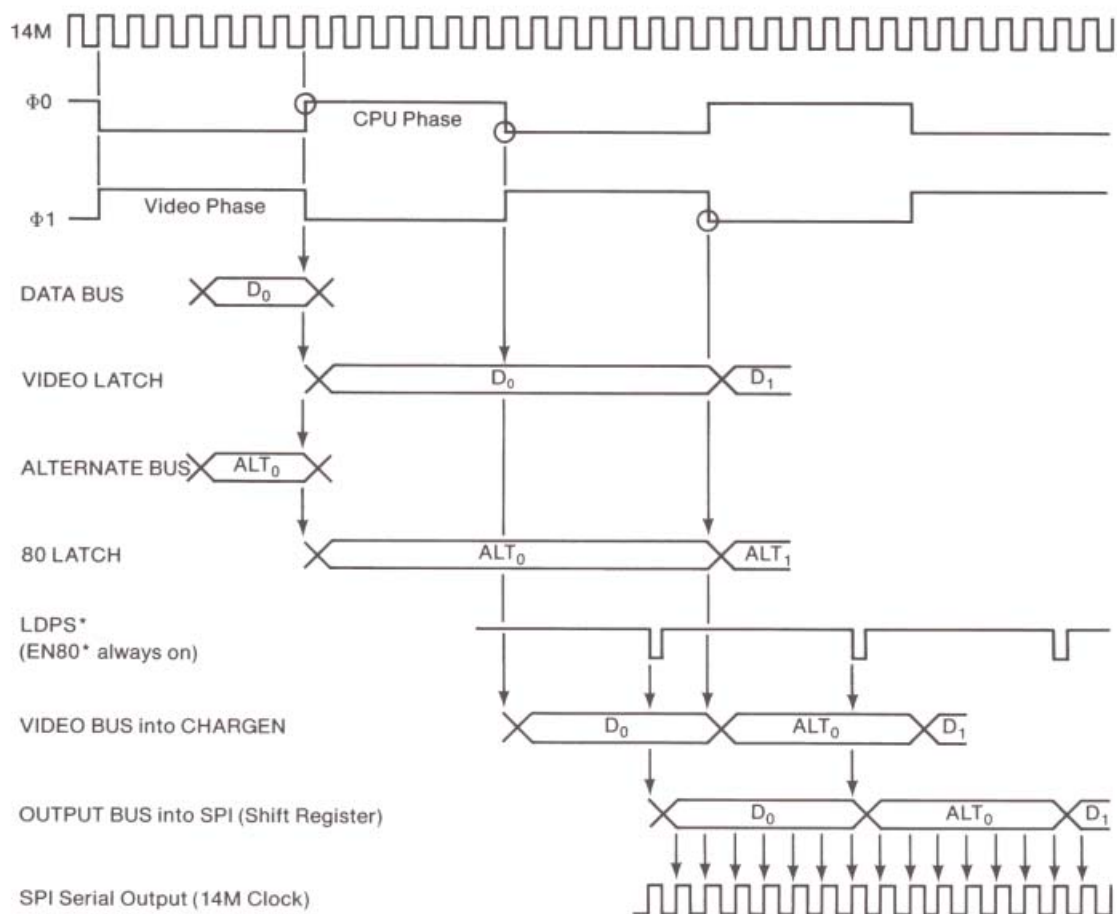 14M
Φ0
CPU Phase
Φ1
Video Phase
DATA BUS
D₀
VIDEO LATCH
D₀
D₁
ALTERNATE BUS
ALT₀
80 LATCH
ALT₀
ALT₁
LDPS*
(EN80* always on)
VIDEO BUS into CHARGEN
D₀
ALT₀
D₁
OUTPUT BUS into SPI (Shift Register)
D₀
ALT₀
D₁
SPI Serial Output (14M Clock)